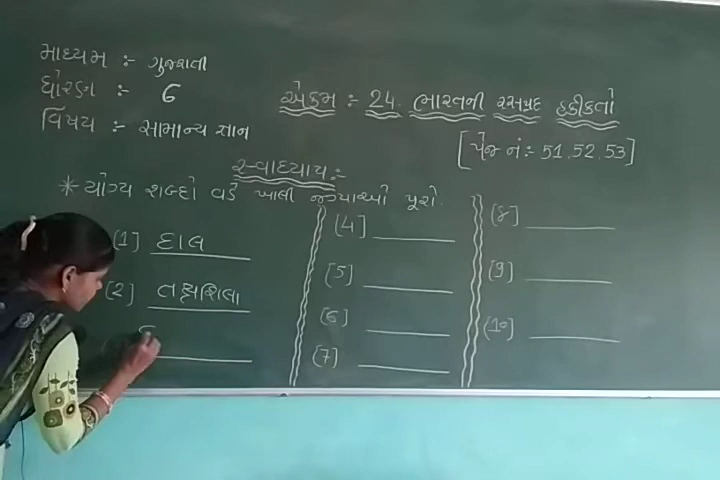 માધ્યમ :- ગુજરાતી
ધોરણ :- 6
વિષય :- સામાન્ય જ્ઞાન
એકમ :- 24. ભારતની રસપ્રદ હકીકતો
[પેજ નં :- 51, 52, 53]
સ્વાધ્યાય :-
* યોગ્ય શબ્દો વડે ખાલી જગ્યાઓ પૂરો.
(1) દાલ
(2) તક્ષશિલા
(4)
(5)
(6)
(7)
(8)
(9)
(10)